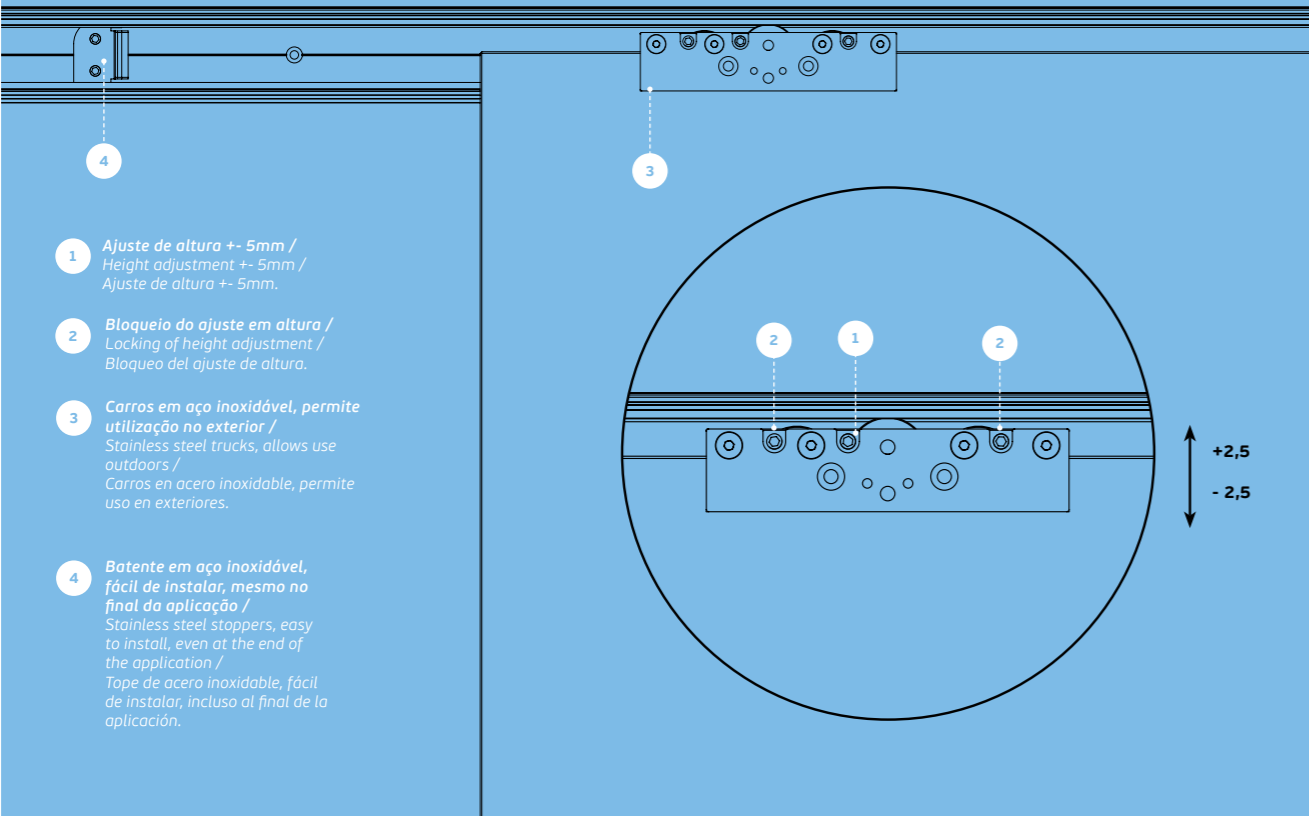 4
3
1
Ajuste de altura +- 5mm /
Height adjustment +- 5mm /
Ajuste de altura +- 5mm.
2
Bloqueio do ajuste em altura /
Locking of height adjustment /
Bloqueo del ajuste de altura.
3
Carros em aço inoxidável, permite
utilização no exterior /
Stainless steel trucks, allows use
outdoors /
Carros en acero inoxidable, permite
uso en exteriores.
4
Batente em aço inoxidável,
fácil de instalar, mesmo no
final da aplicação /
Stainless steel stoppers, easy
to install, even at the end of
the application /
Tope de acero inoxidable, fácil
de instalar, incluso al final de la
aplicación.
2 1 2
+2,5
- 2,5